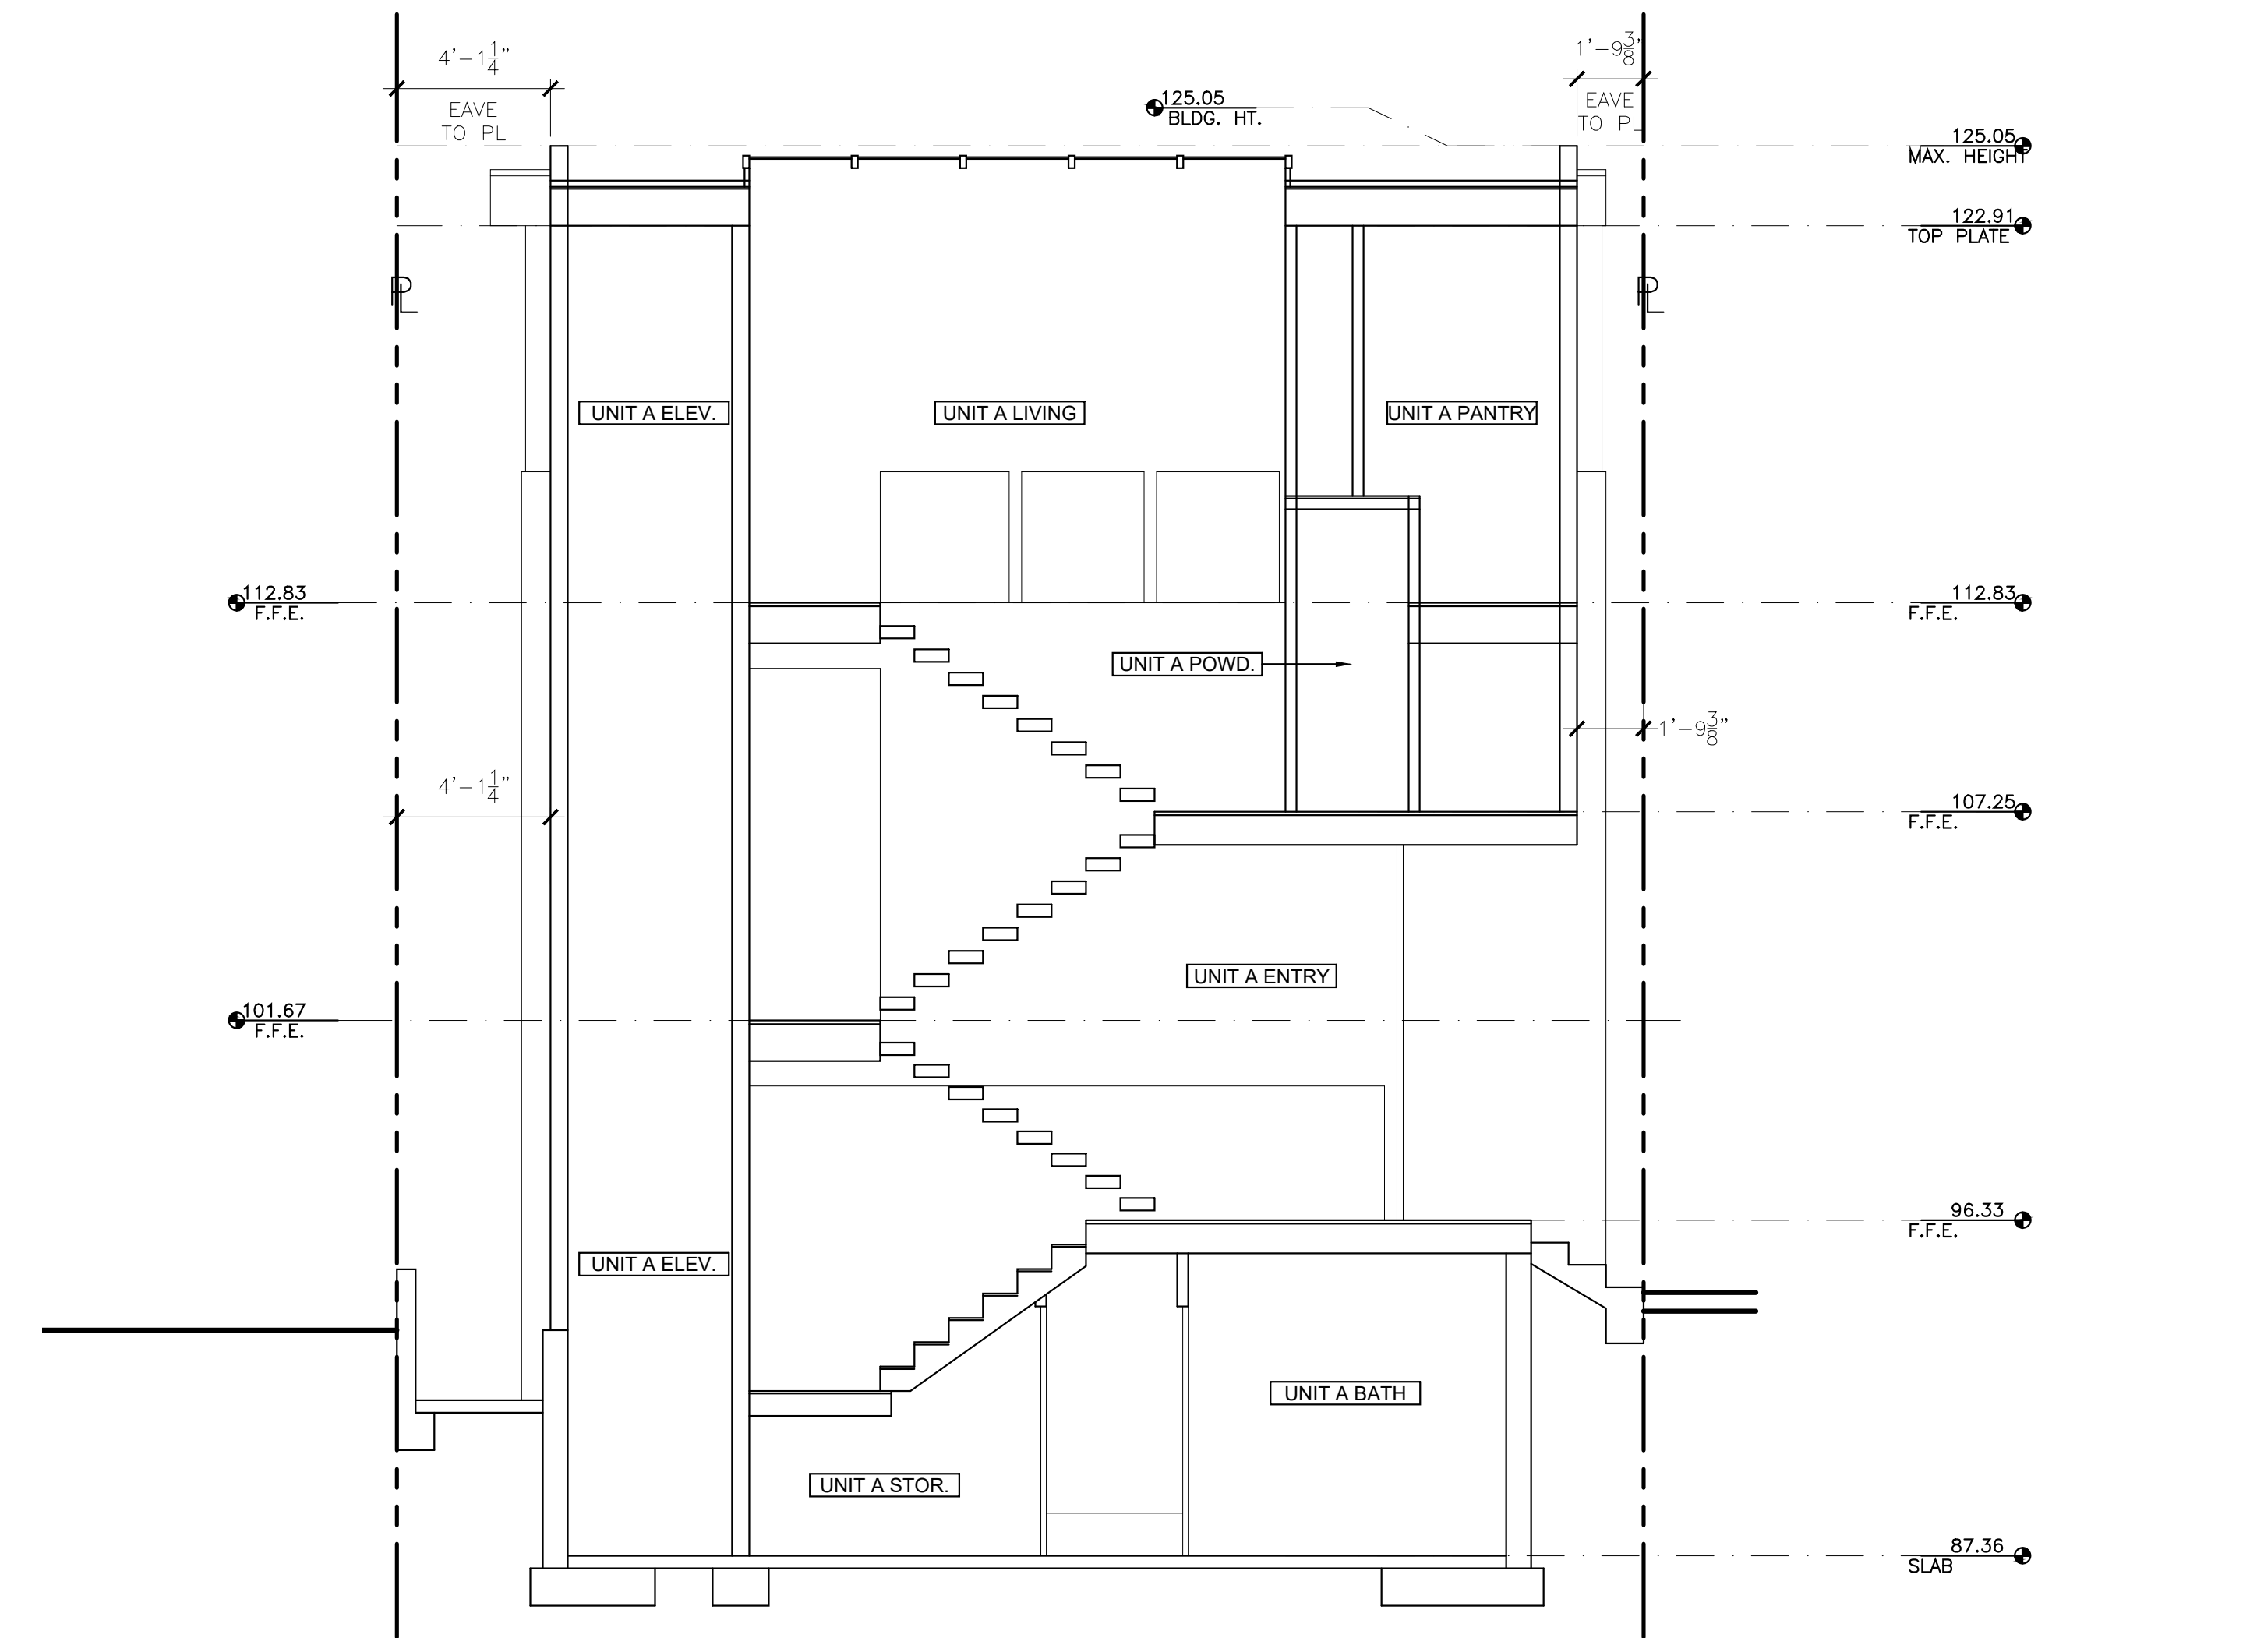 4'-1 1/4"
1'-9 3/8"
EAVE
TO PL
125.05
BLDG. HT.
EAVE
TO PL
125.05
MAX. HEIGHT
122.91
TOP PLATE
PL
PL
UNIT A ELEV.
UNIT A LIVING
UNIT A PANTRY
112.83
F.F.E.
112.83
F.F.E.
UNIT A POWD.
1'-9 3/8"
4'-1 1/4"
107.25
F.F.E.
UNIT A ENTRY
101.67
F.F.E.
96.33
F.F.E.
UNIT A ELEV.
UNIT A BATH
UNIT A STOR.
87.36
SLAB